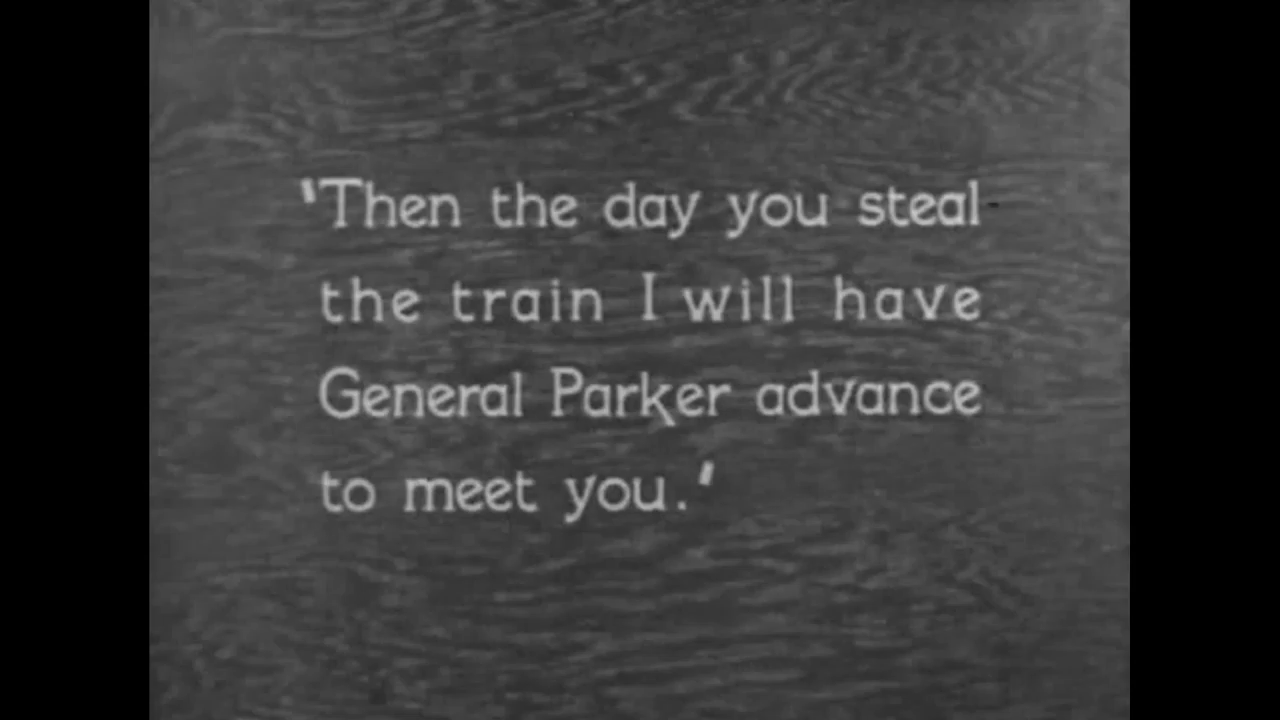 'Then the day you steal
the train I will have
General Parker advance
to meet you.'